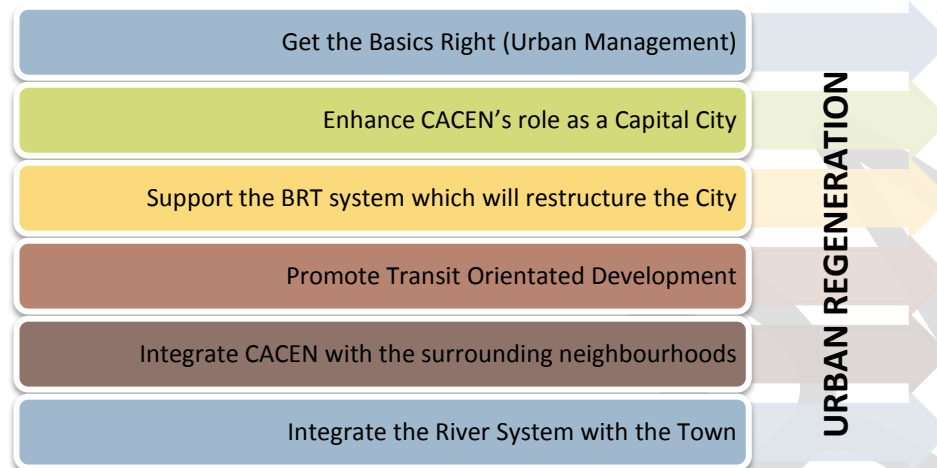 Get the Basics Right (Urban Management)
Enhance CACEN’s role as a Capital City
Support the BRT system which will restructure the City
Promote Transit Orientated Development
Integrate CACEN with the surrounding neighbourhoods
Integrate the River System with the Town
URBAN REGENERATION